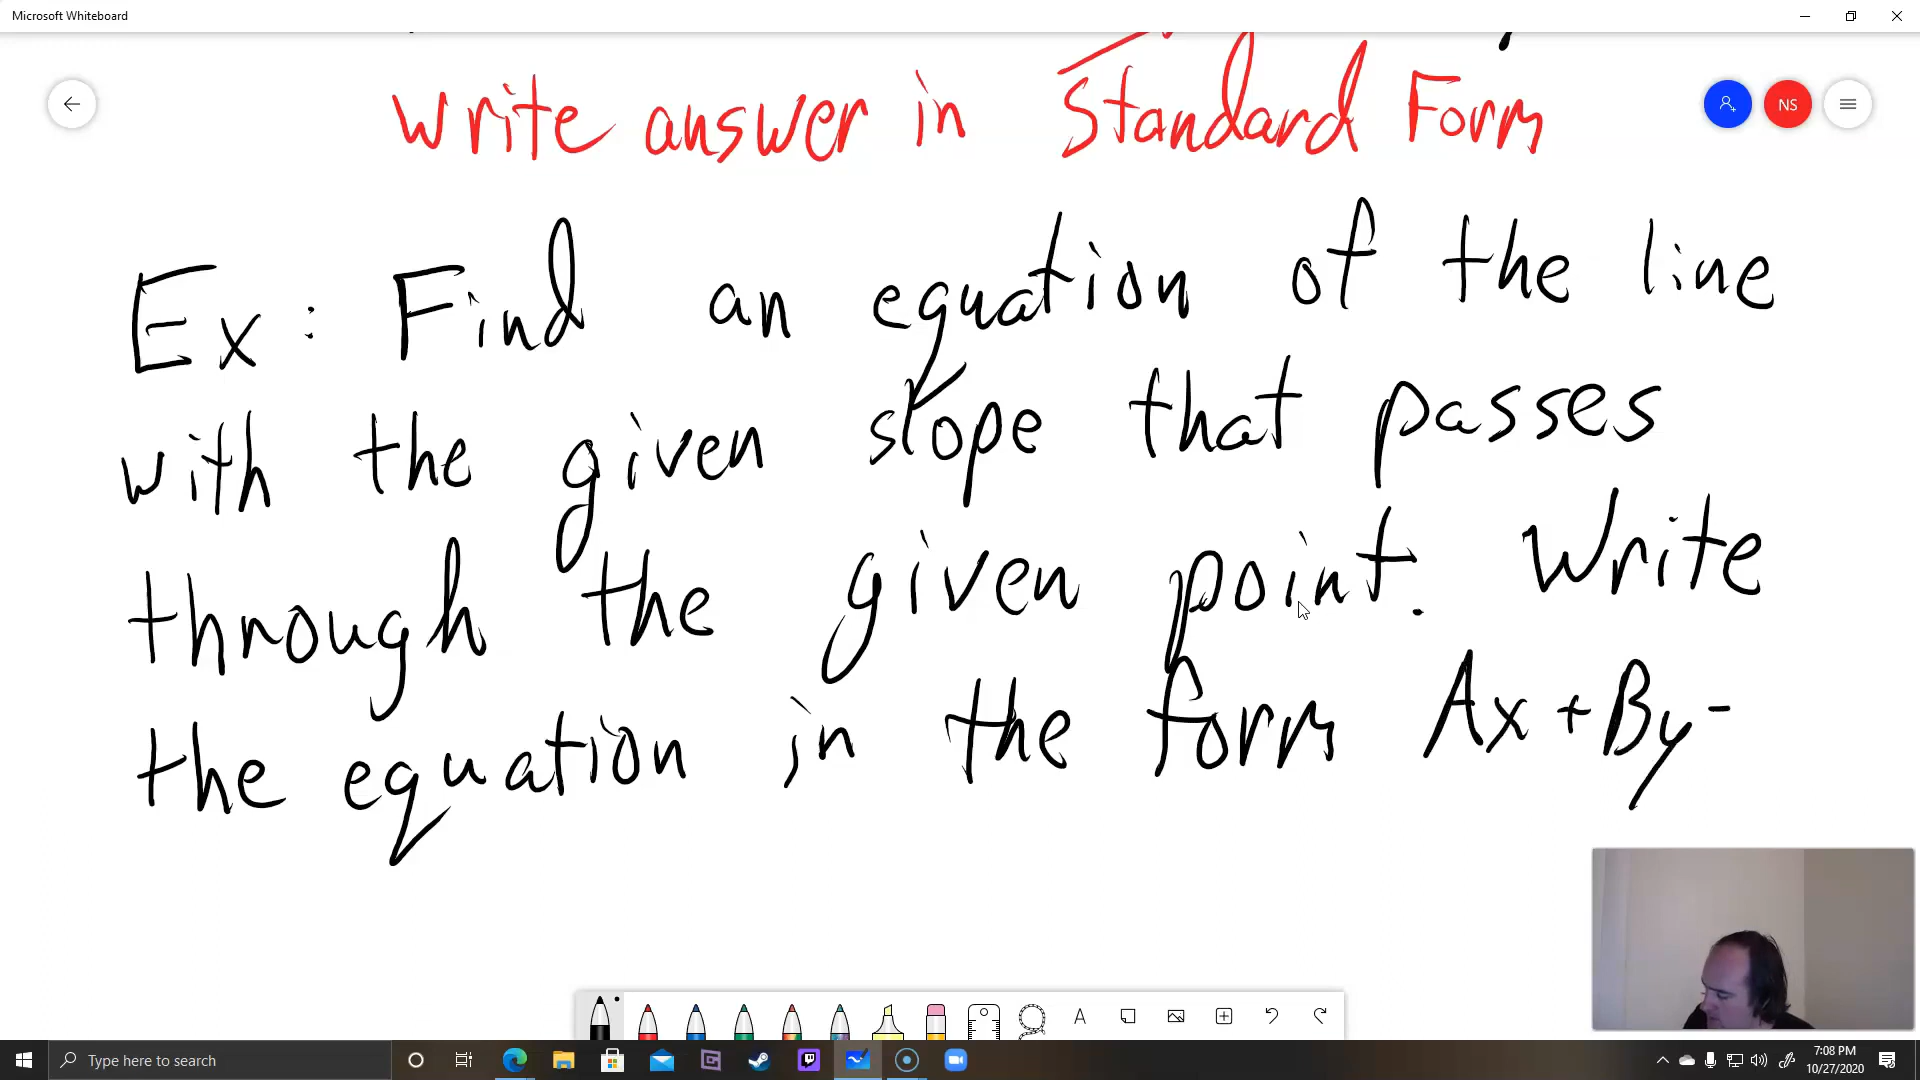 Microsoft Whiteboard
Write answer in Standard Form
NS
Ex: Find an equation of the line
with the given slope that passes
through the given point. Write
the equation in the form Ax + By -
A
Type here to search
7:08 PM
10/27/2020